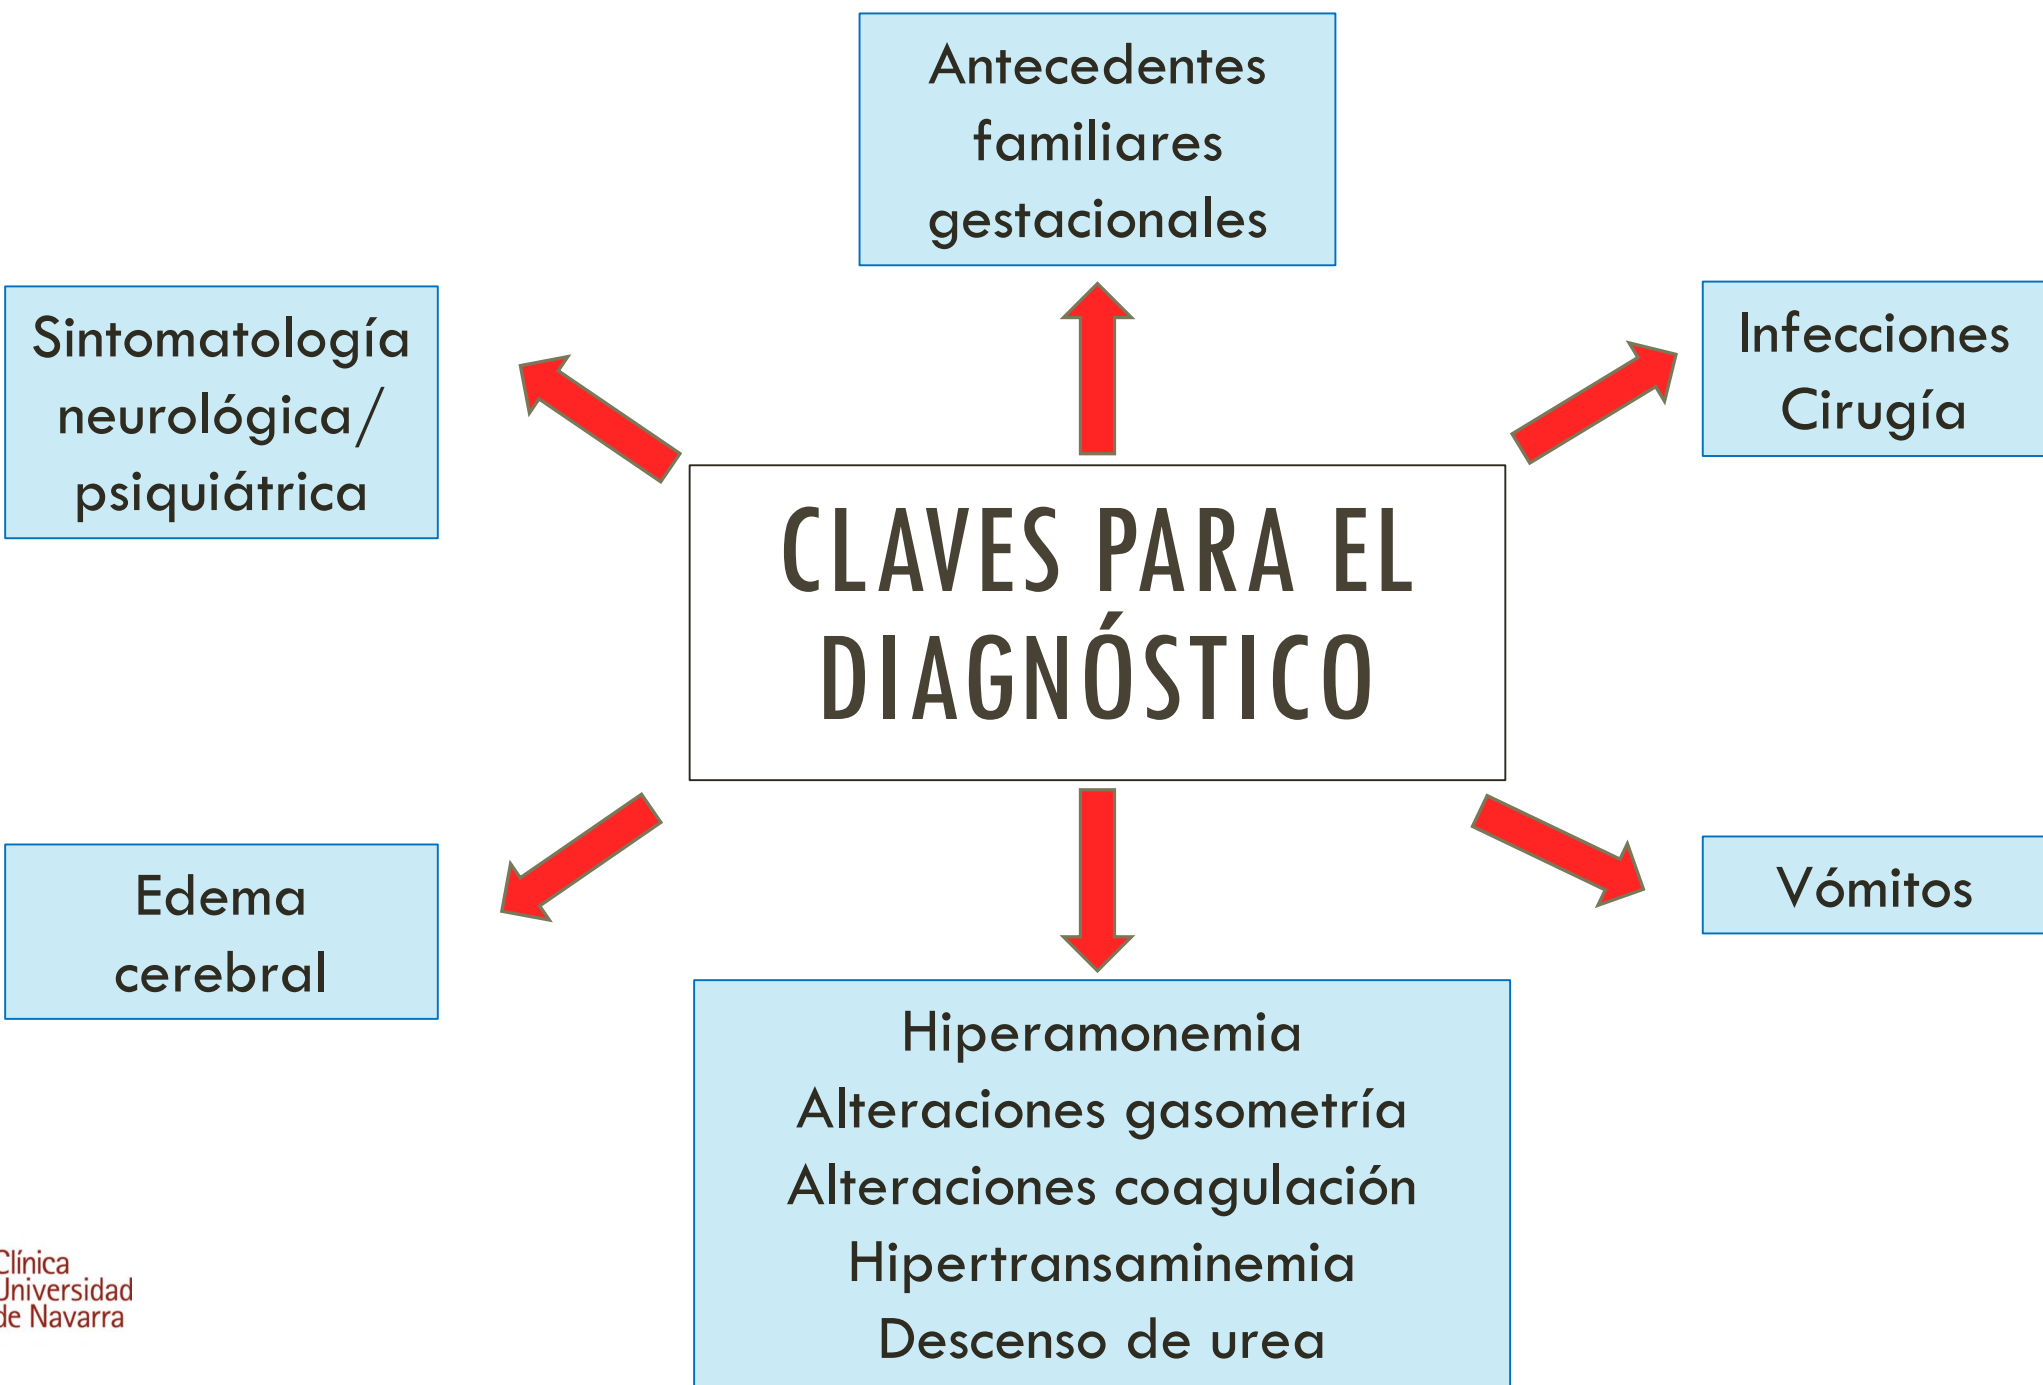 Antecedentes
familiares
gestacionales
Sintomatología
neurológica/
psiquiátrica
Infecciones
Cirugía
CLAVES PARA EL
DIAGNÓSTICO
Edema
cerebral
Vómitos
Hiperamonemia
Alteraciones gasometría
Alteraciones coagulación
Hipertransaminemia
Descenso de urea
Clínica
Universidad
de Navarra